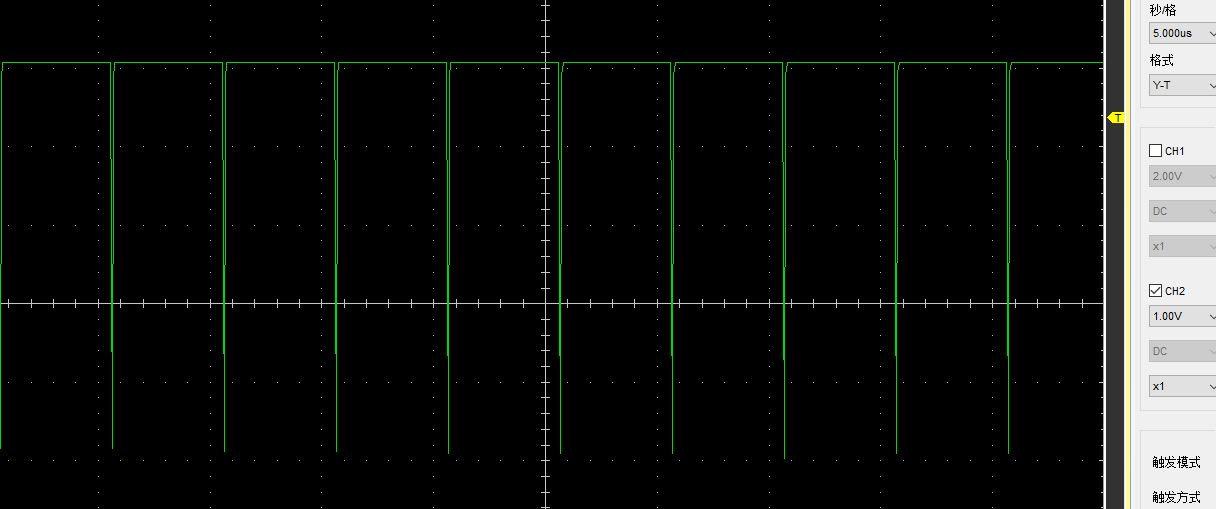 秒/格
5.000us
格式
Y-T
T
CH1
2.00V
DC
x1
CH2
1.00V
DC
x1
触发模式
触发方式